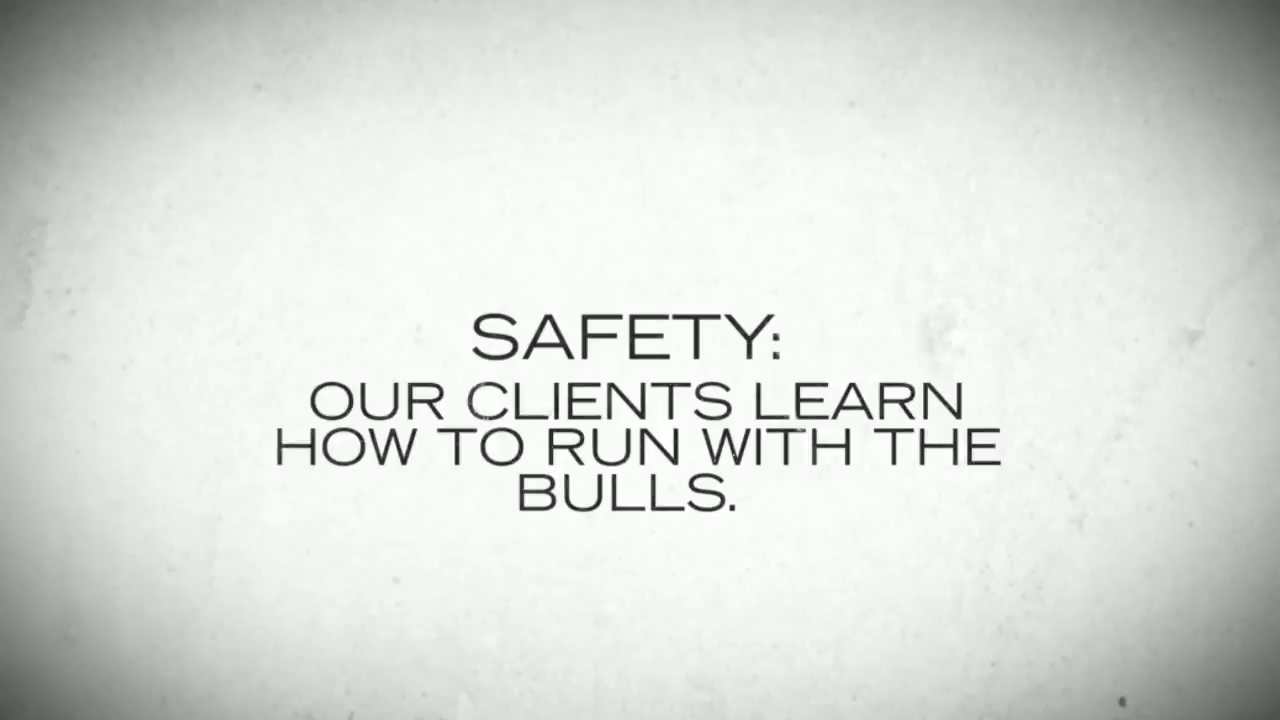 SAFETY:
OUR CLIENTS LEARN
HOW TO RUN WITH THE
BULLS.